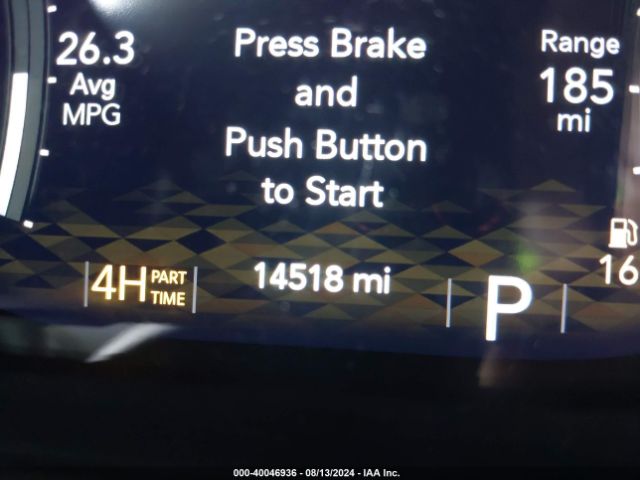 26.3
Avg
MPG
Press Brake
and
Push Button
to Start
Range
185
mi
4H PART
TIME
14518 mi
P
16
000-40046936 - 08/13/2024 - IAA Inc.